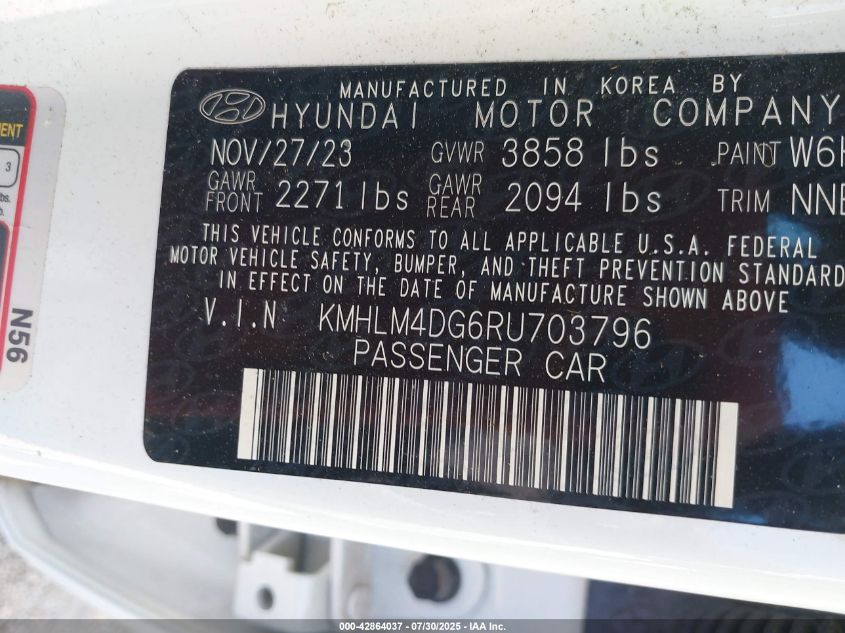 MANUFACTURED IN KOREA BY
HYUNDAI MOTOR COMPANY
NOV/27/23 GVWR 3858 lbs PAINT W6
GAWR FRONT 2271 lbs GAWR REAR 2094 lbs TRIM NNB
THIS VEHICLE CONFORMS TO ALL APPLICABLE U.S.A. FEDERAL
MOTOR VEHICLE SAFETY, BUMPER, AND THEFT PREVENTION STANDARD
IN EFFECT ON THE DATE OF MANUFACTURE SHOWN ABOVE
V.I.N KMHLM4DG6RU703796
PASSENGER CAR
3
N56
000-42864037 - 07/30/2025 - IAA Inc.